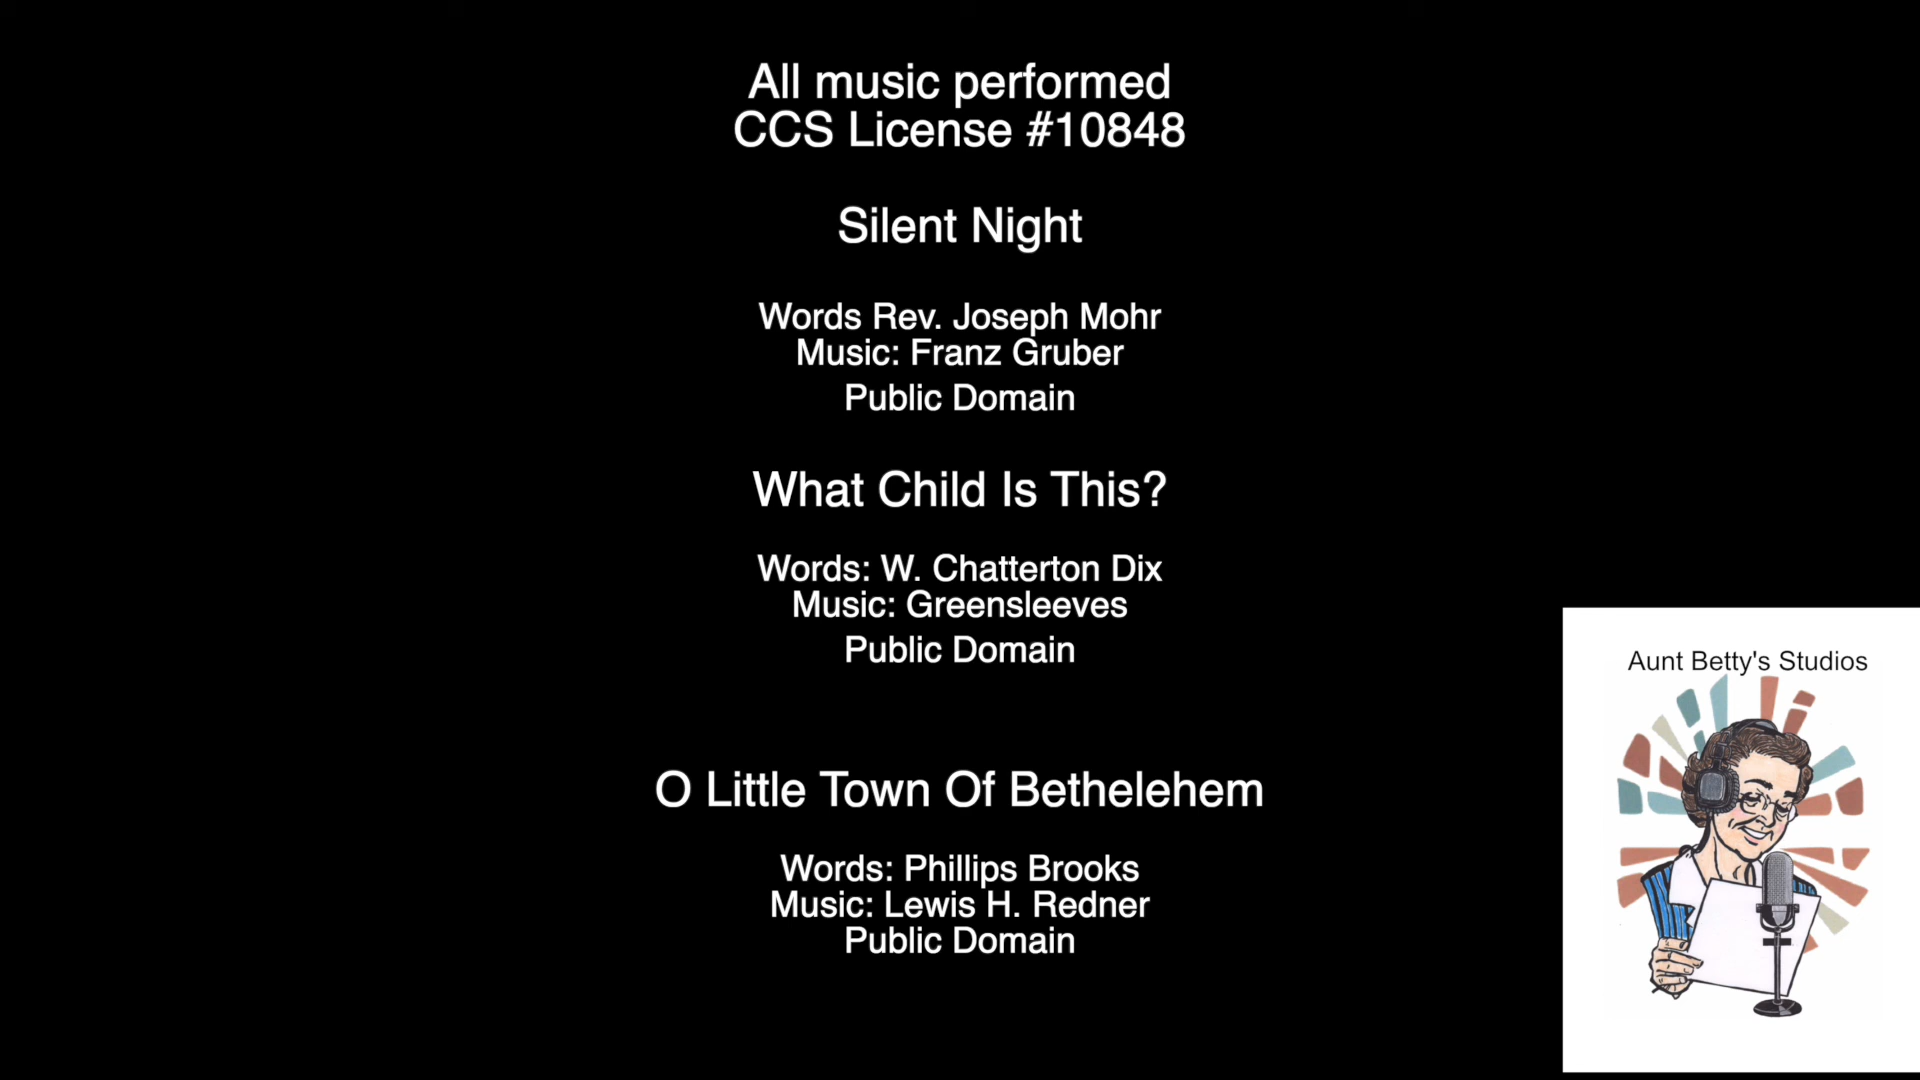 All music performed
CCS License #10848
Silent Night
Words Rev. Joseph Mohr
Music: Franz Gruber
Public Domain
What Child Is This?
Words: W. Chatterton Dix
Music: Greensleeves
Public Domain
O Little Town Of Bethelehem
Words: Phillips Brooks
Music: Lewis H. Redner
Public Domain
Aunt Betty's Studios